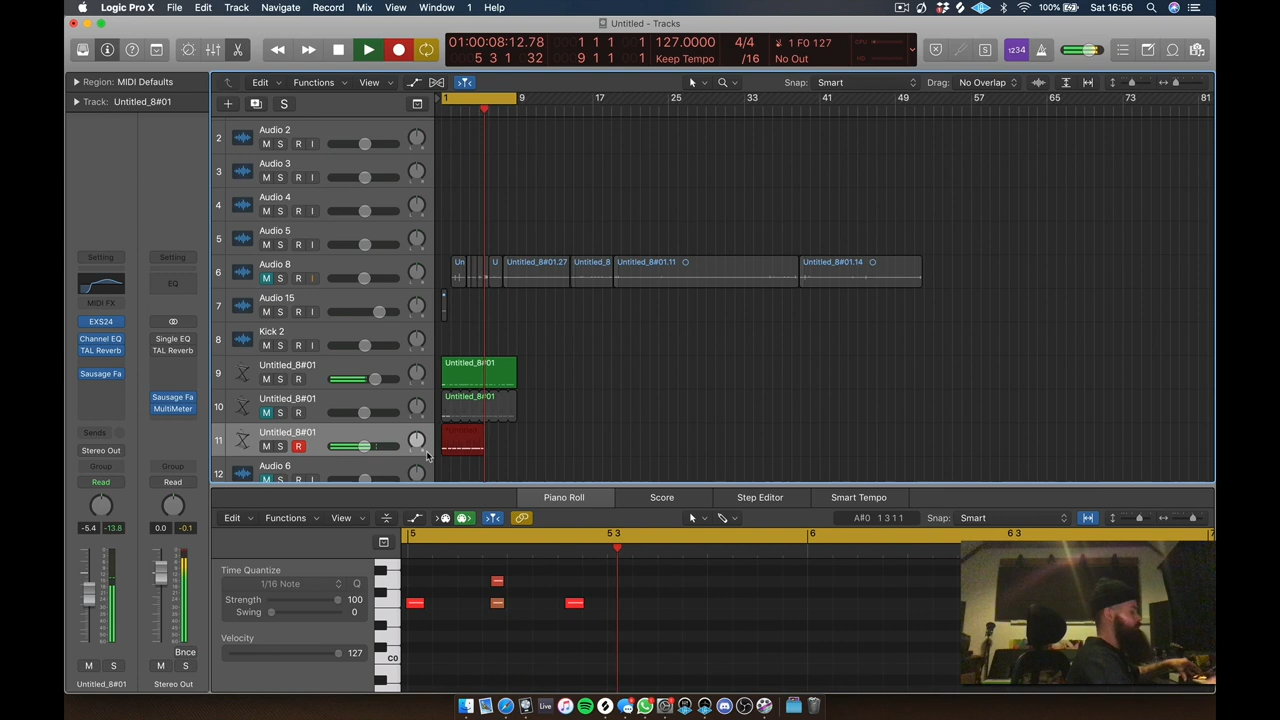 Logic Pro X File Edit Track Navigate Record Mix View Window 1 Help 100% Sat 16:56
Untitled - Tracks
01:00:08:12.78 1 1 1 1 127.0000 4/4 1 F0 127
5 3 1 32 9 1 1 1 Keep Tempo /16 No Out
1234
Region: MIDI Defaults
Edit Functions View Snap: Smart Drag: No Overlap
Track: Untitled_8#01
1 9 17 25 33 41 49 57 65 73 81
2 Audio 2
M S R I
3 Audio 3
M S R I
4 Audio 4
M S R I
5 Audio 5
M S R I
6 Audio 8
M S R I
Un U Untitled_8#01.27 Untitled_8 Untitled_8#01.11 Untitled_8#01.14
7 Audio 15
M S R I
8 Kick 2
M S R I
9 Untitled_8#01
M S R
Untitled_8#01
10 Untitled_8#01
M S R
Untitled_8#01
11 Untitled_8#01
M S R
12 Audio 6
M S R I
Setting Setting
EQ
MIDI FX
EXS24
Channel EQ Single EQ
TAL Reverb TAL Reverb
Sausage Fa
Sausage Fa
MultiMeter
Sends
Stereo Out
Group Group
Read Read
-5.4 -13.8 0.0 -0.1
Bnce
M S M S
Untitled_8#01 Stereo Out
Piano Roll Score Step Editor Smart Tempo
Edit Functions View A#0 1 3 1 1 Snap: Smart
5 5 3 6 6 3 7
Time Quantize
1/16 Note Q
Strength 100
Swing 0
Velocity
127
C0
Live